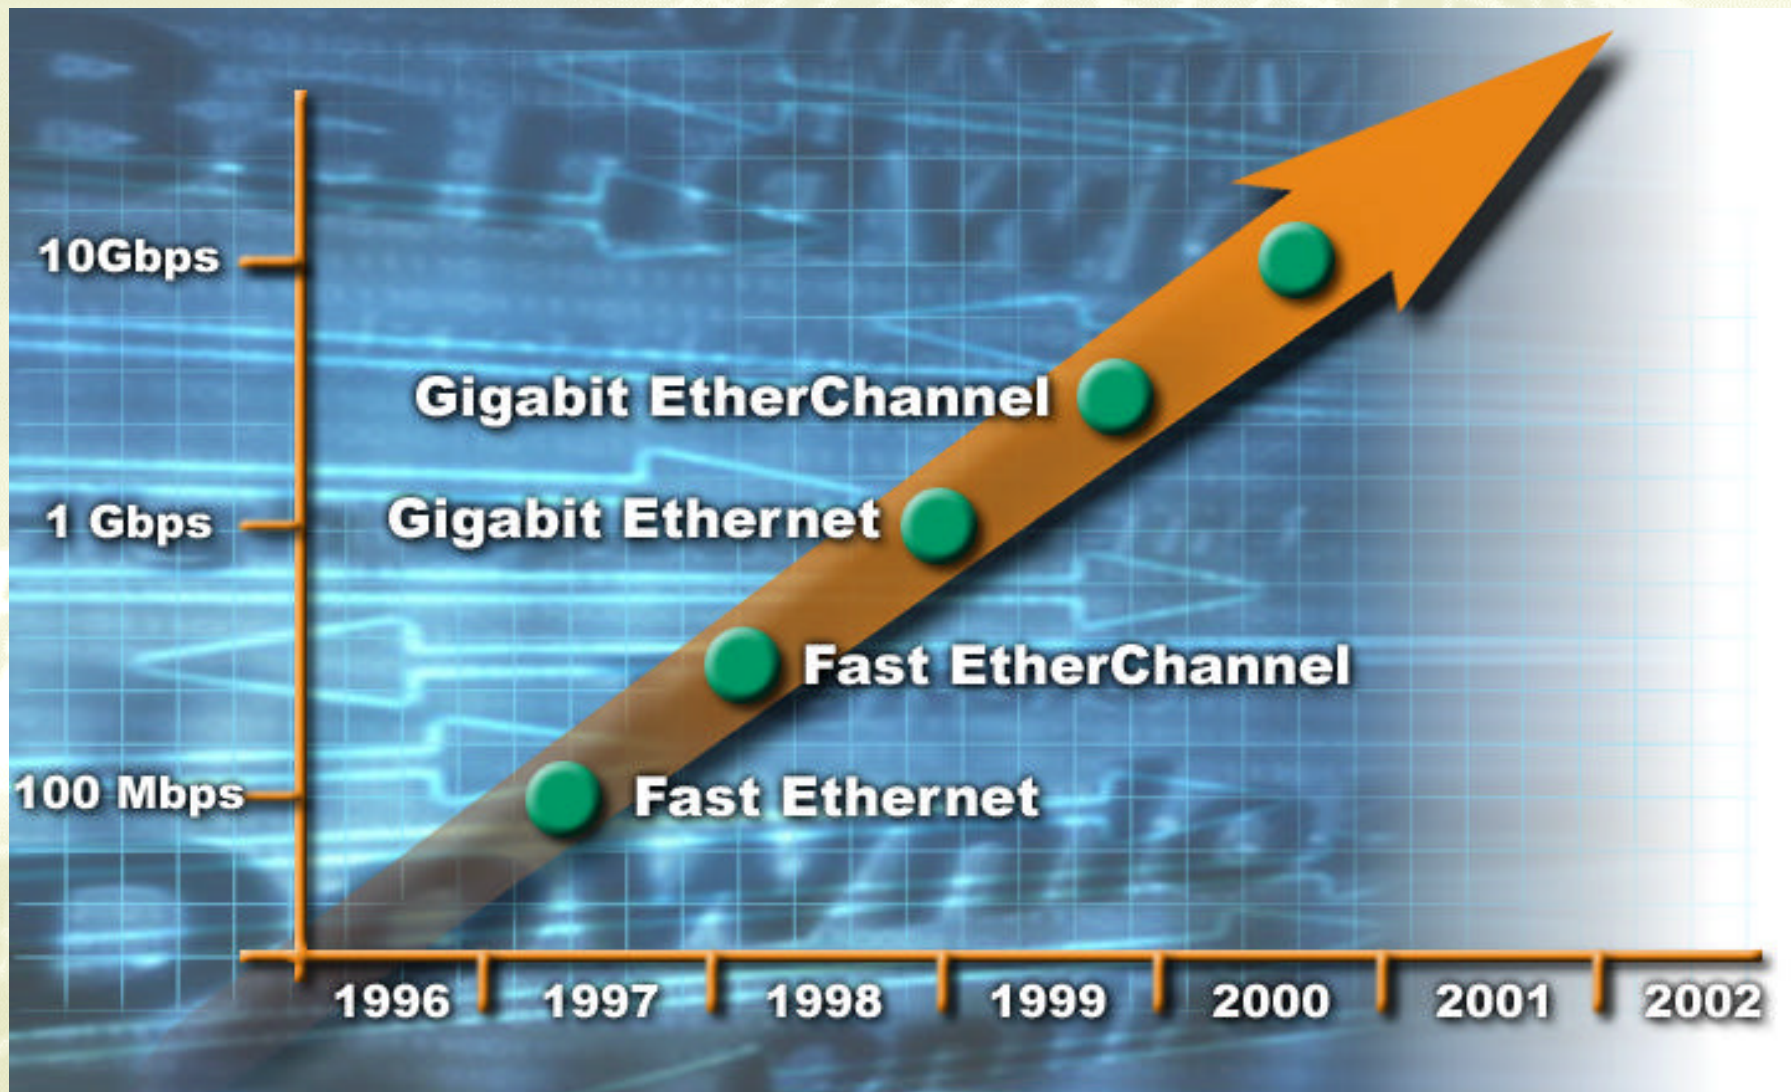 10Gbps
Gigabit EtherChannel
1 Gbps
Gigabit Ethernet
Fast EtherChannel
100 Mbps
Fast Ethernet
1996 1997 1998 1999 2000 2001 2002